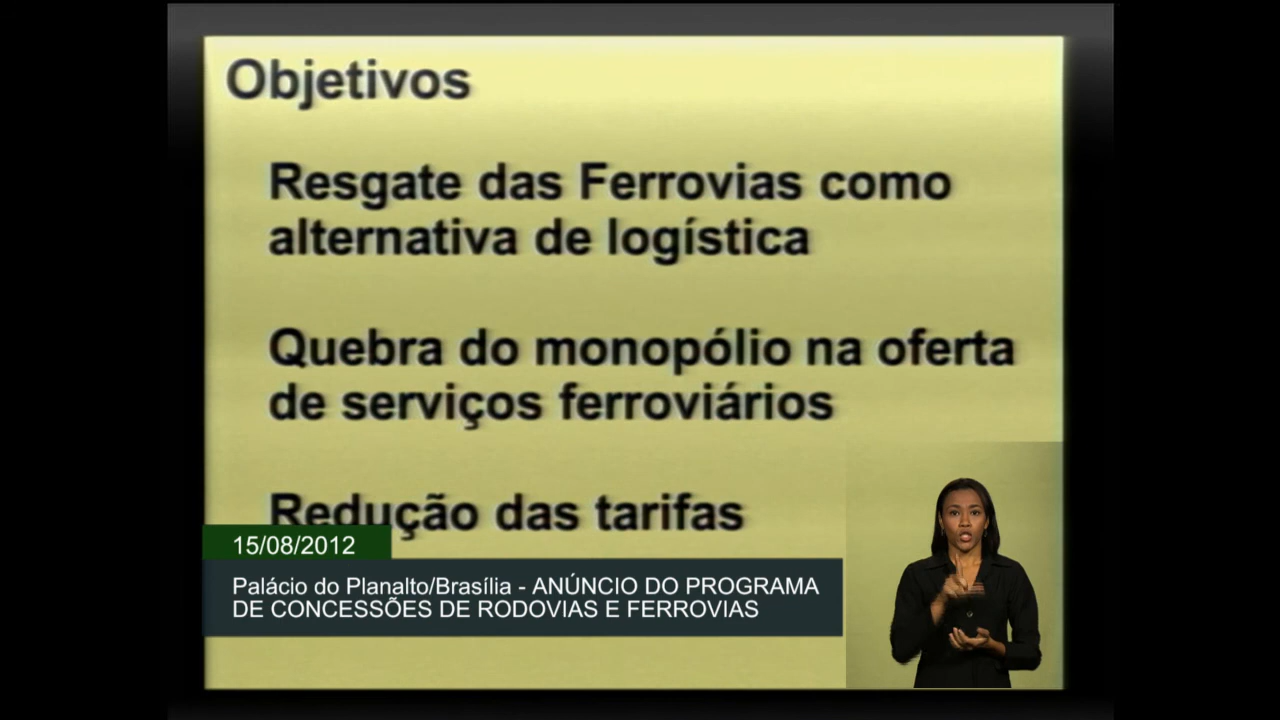 Objetivos
Resgate das Ferrovias como
alternativa de logística
Quebra do monopólio na oferta
de serviços ferroviários
Redução das tarifas
15/08/2012
Palácio do Planalto/Brasília - ANÚNCIO DO PROGRAMA
DE CONCESSÕES DE RODOVIAS E FERROVIAS